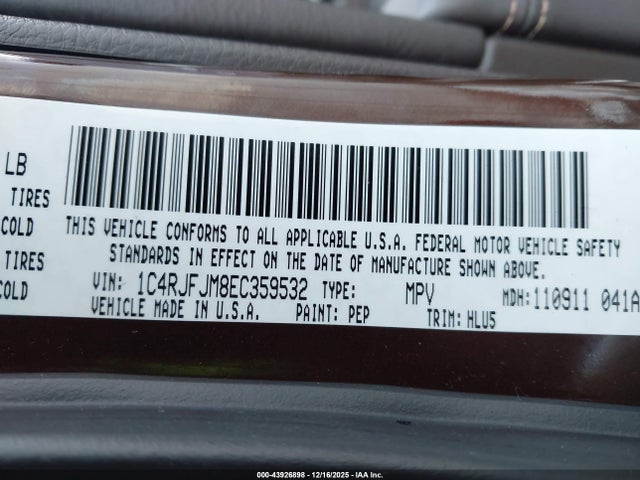 LB
TIRES
COLD
TIRES
COLD
THIS VEHICLE CONFORMS TO ALL APPLICABLE U.S.A. FEDERAL MOTOR VEHICLE SAFETY
STANDARDS IN EFFECT ON THE DATE OF MANUFACTURE SHOWN ABOVE.
VIN: 1C4RJFJM8EC359532 TYPE: MPV MDH:110911 041A
VEHICLE MADE IN U.S.A. PAINT: PEP TRIM: HLU5
000-43926898 - 12/16/2025 - IAA Inc.